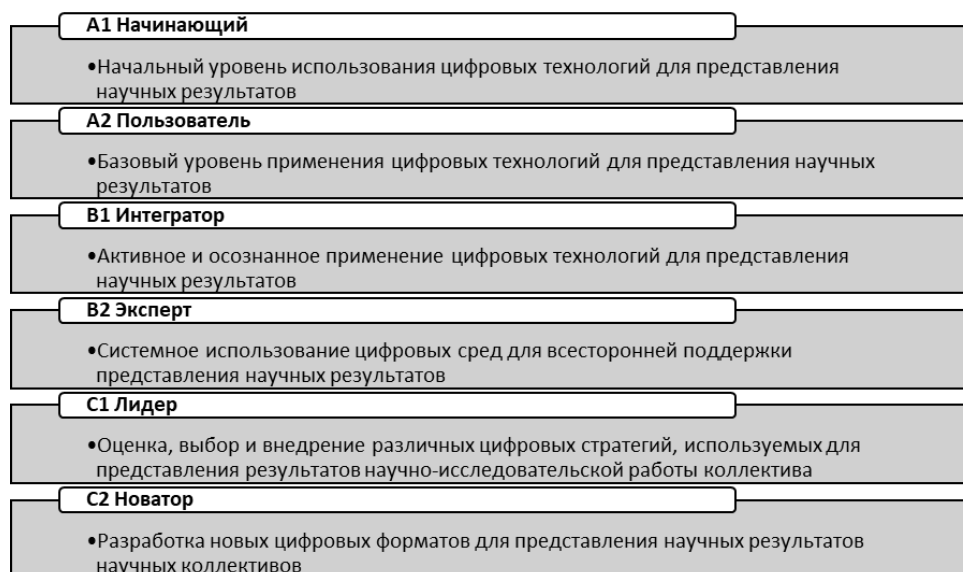 А1 Начинающий
•Начальный уровень использования цифровых технологий для представления
научных результатов
А2 Пользователь
•Базовый уровень применения цифровых технологий для представления научных
результатов
В1 Интегратор
•Активное и осознанное применение цифровых технологий для представления
научных результатов
В2 Эксперт
•Системное использование цифровых сред для всесторонней поддержки
представления научных результатов
С1 Лидер
•Оценка, выбор и внедрение различных цифровых стратегий, используемых для
представления результатов научно-исследовательской работы коллектива
С2 Новатор
•Разработка новых цифровых форматов для представления научных результатов
научных коллективов